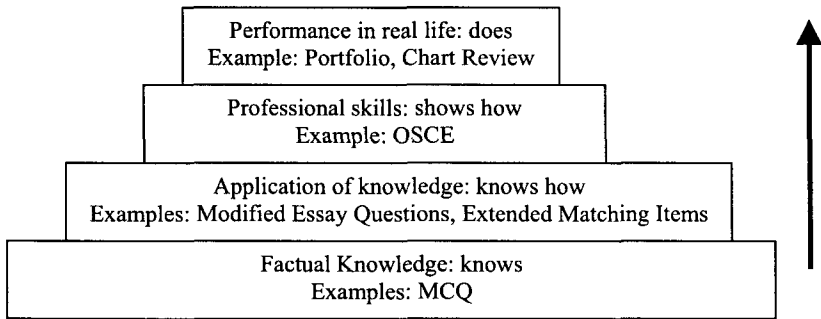 Performance in real life: does
Example: Portfolio, Chart Review
Professional skills: shows how
Example: OSCE
Application of knowledge: knows how
Examples: Modified Essay Questions, Extended Matching Items
Factual Knowledge: knows
Examples: MCQ